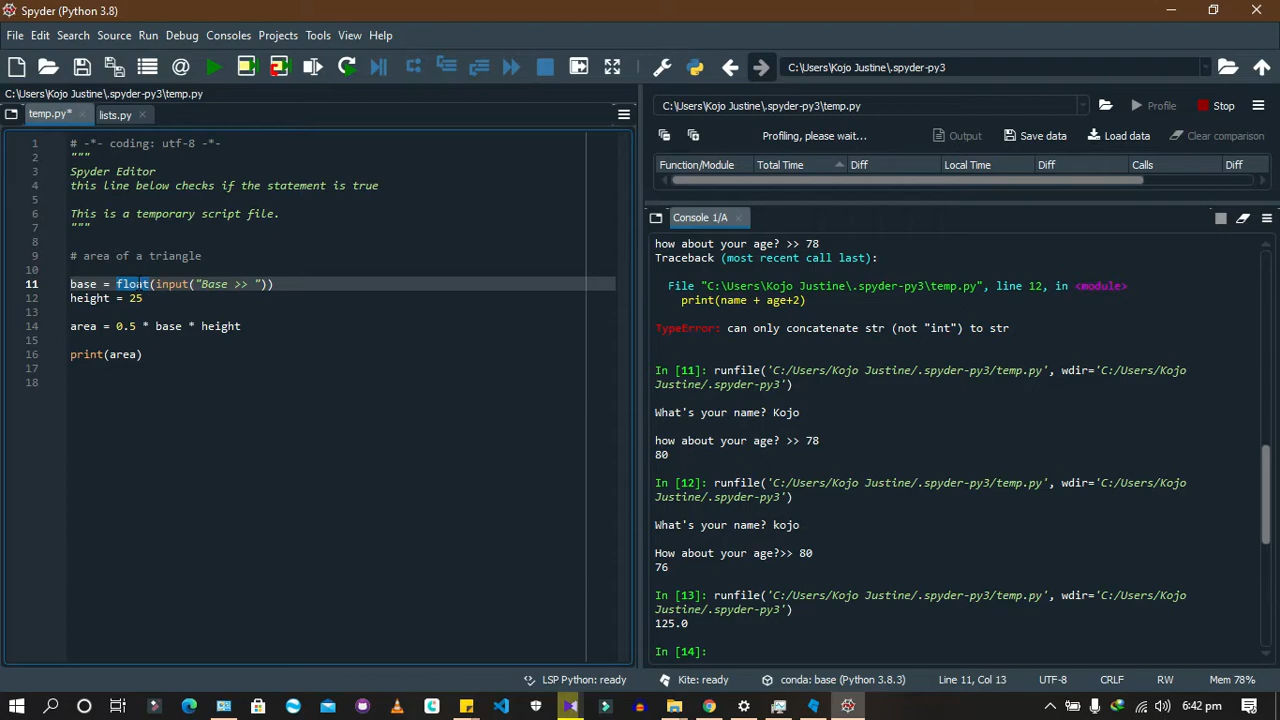 Spyder (Python 3.8)
File Edit Search Source Run Debug Consoles Projects Tools View Help
C:\Users\Kojo Justine\.spyder-py3
C:\Users\Kojo Justine\.spyder-py3\temp.py
temp.py* lists.py
1 # -*- coding: utf-8 -*-
2 """
3 Spyder Editor
4 this line below checks if the statement is true
5
6 This is a temporary script file.
7 """
8
9 # area of a triangle
10
11 base = float(input("Base >> "))
12 height = 25
13
14 area = 0.5 * base * height
15
16 print(area)
17
18
C:\Users\Kojo Justine\.spyder-py3\temp.py
Profile Stop
Profiling, please wait... Output Save data Load data Clear comparison
Function/Module Total Time Diff Local Time Diff Calls Diff
Console 1/A
how about your age? >> 78
Traceback (most recent call last):
File "C:\Users\Kojo Justine\.spyder-py3\temp.py", line 12, in <module>
print(name + age+2)
TypeError: can only concatenate str (not "int") to str
In [11]: runfile('C:/Users/Kojo Justine/.spyder-py3/temp.py', wdir='C:/Users/Kojo
Justine/.spyder-py3')
What's your name? Kojo
how about your age? >> 78
80
In [12]: runfile('C:/Users/Kojo Justine/.spyder-py3/temp.py', wdir='C:/Users/Kojo
Justine/.spyder-py3')
What's your name? kojo
How about your age?>> 80
76
In [13]: runfile('C:/Users/Kojo Justine/.spyder-py3/temp.py', wdir='C:/Users/Kojo
Justine/.spyder-py3')
125.0
In [14]:
LSP Python: ready Kite: ready conda: base (Python 3.8.3) Line 11, Col 13 UTF-8 CRLF RW Mem 78%
6:42 pm